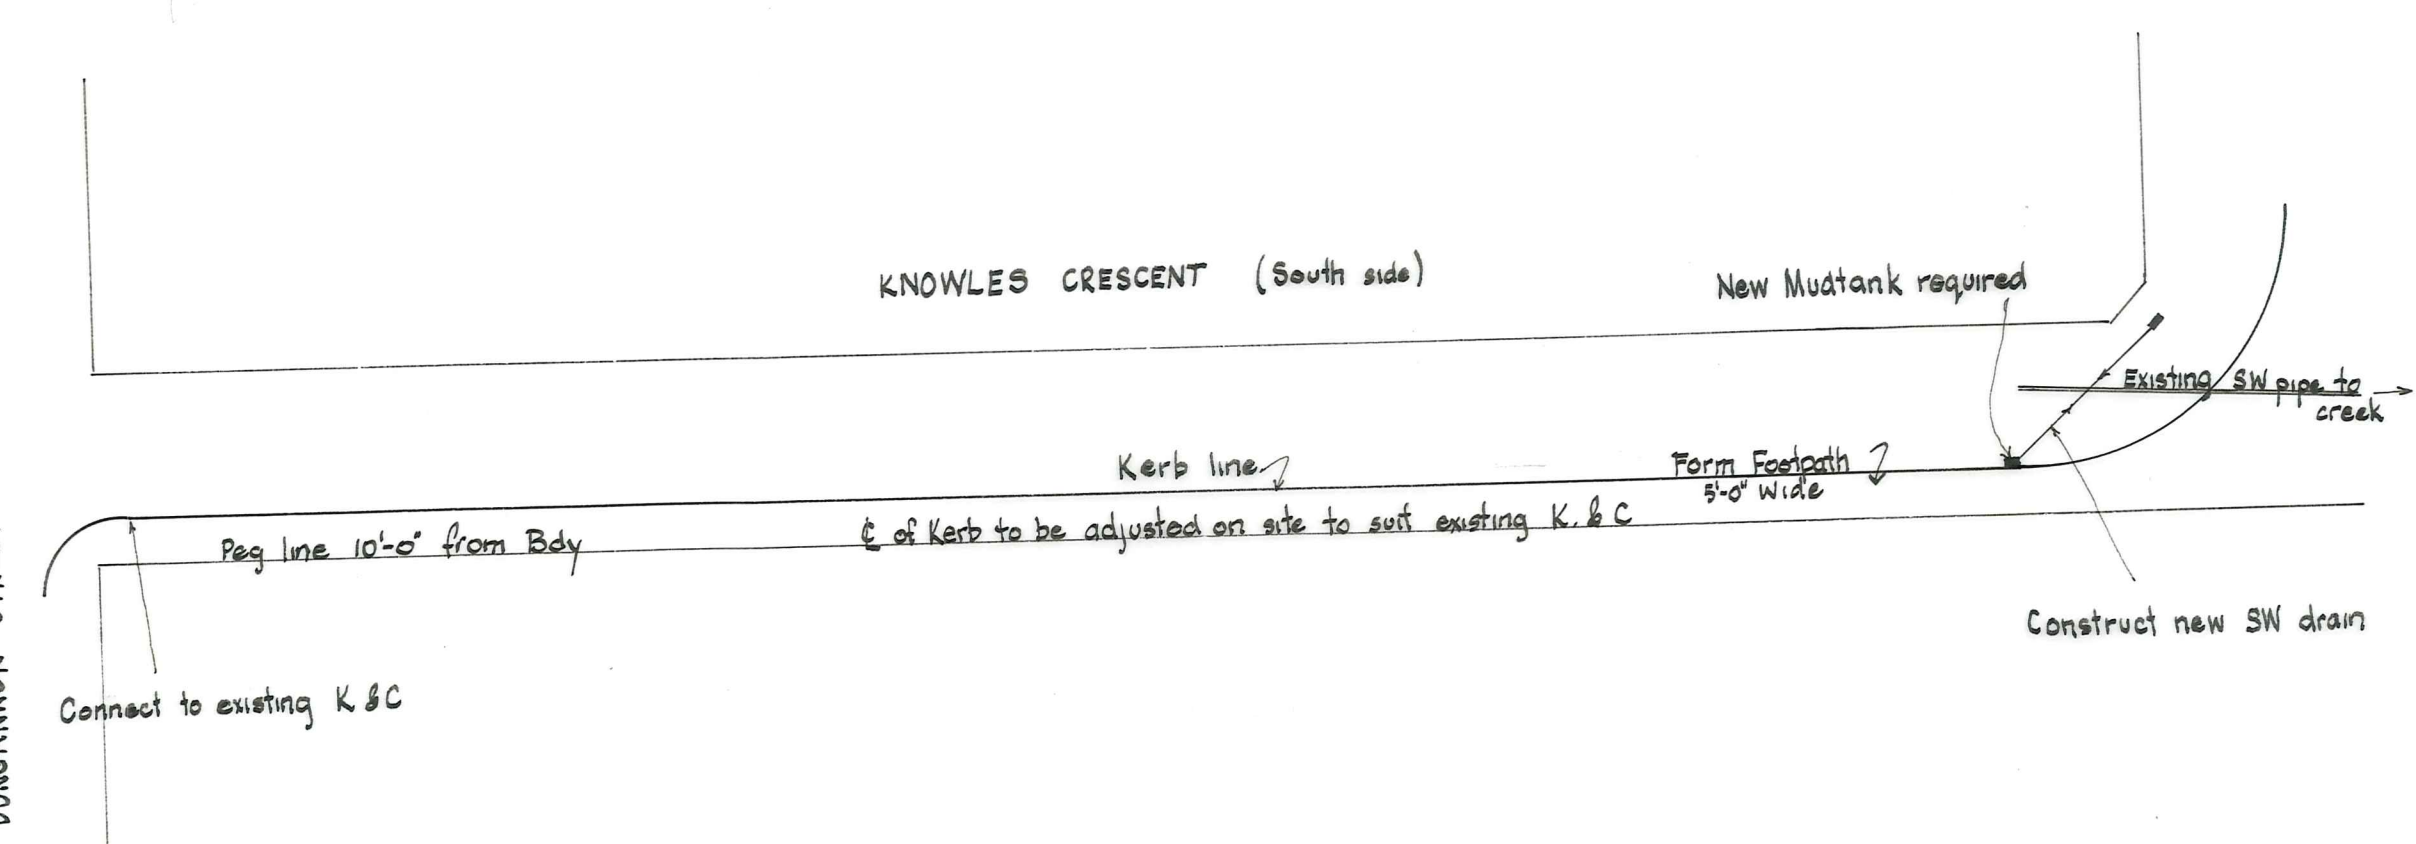 KNOWLES CRESCENT (South side)
New Mudtank required
Existing SW pipe to
creek
Kerb line
Form Footpath
5'-0" Wide
Peg line 10'-0" from Bdy
℄ of Kerb to be adjusted on site to suit existing K. & C
Construct new SW drain
Connect to existing K & C